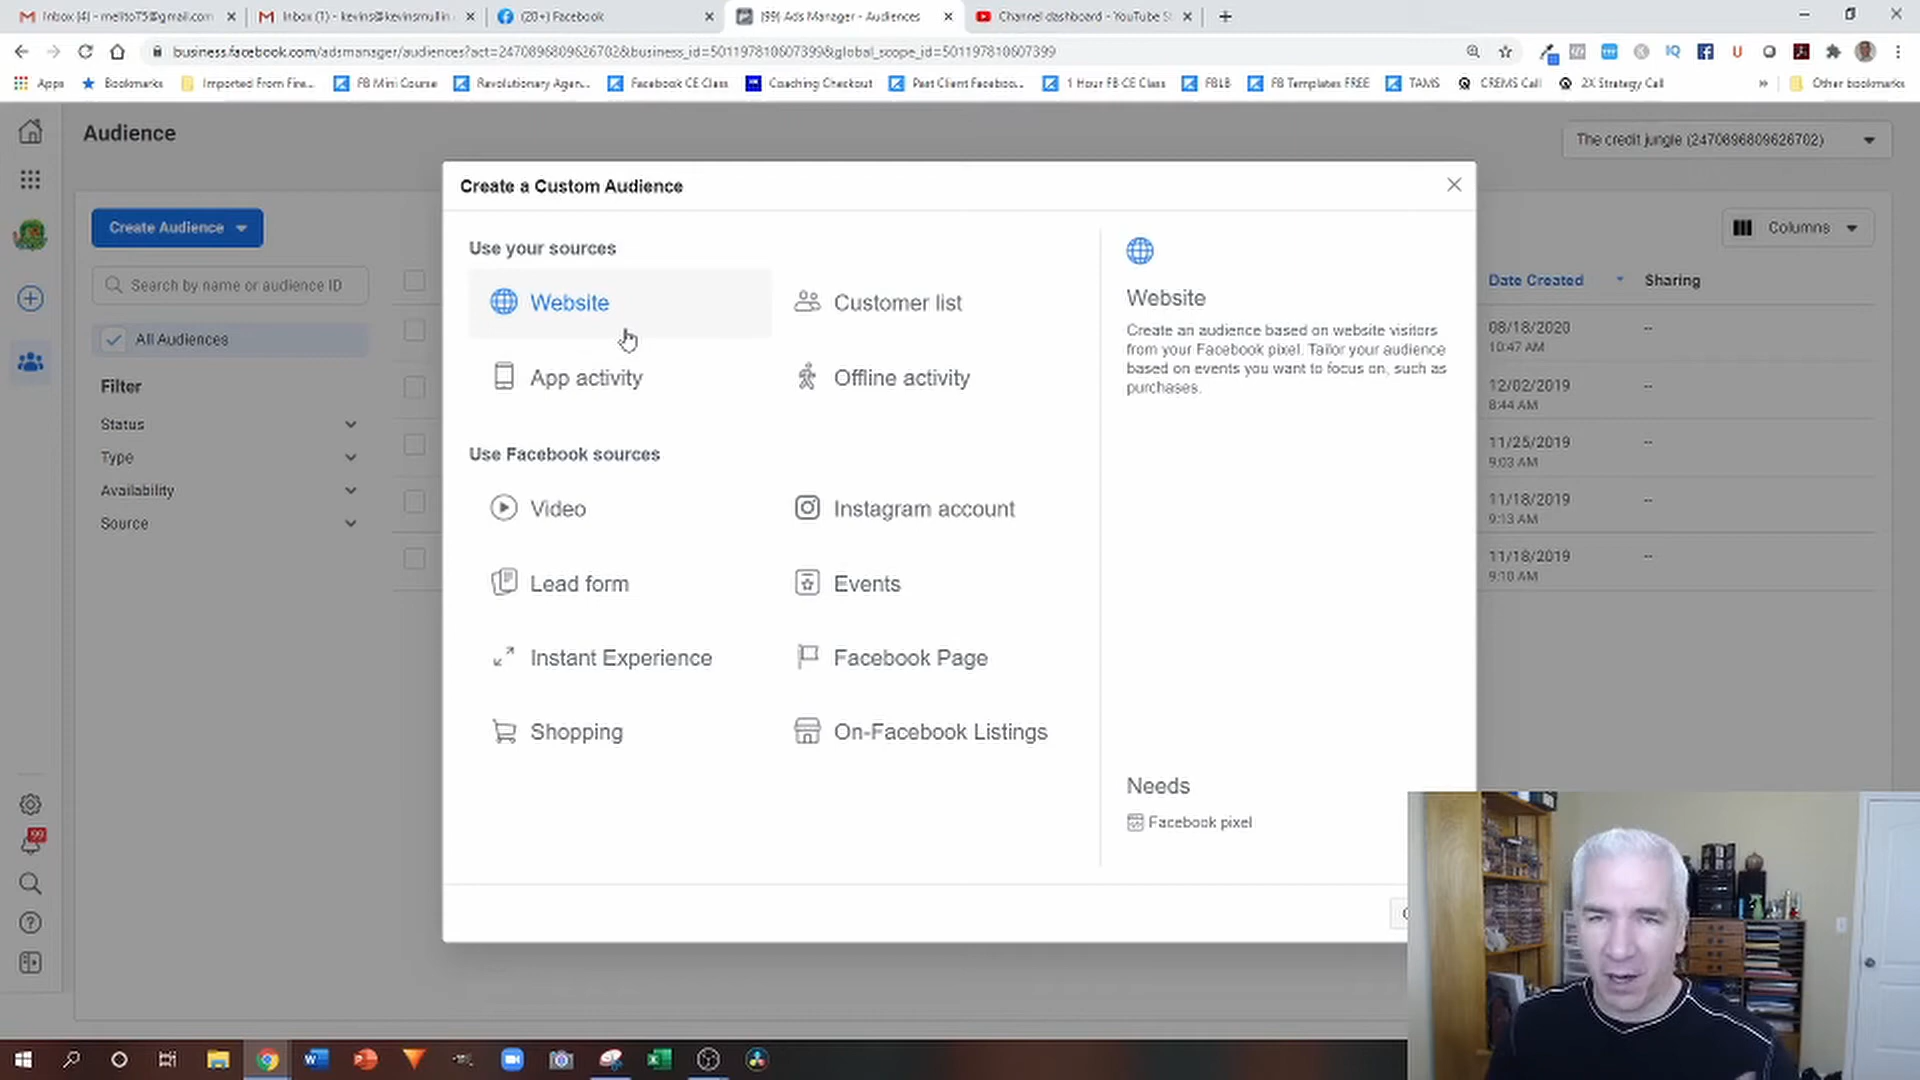 Inbox (4) - melito75@gmail.com
Inbox (1) - kevins@kevinsmullin
(20+) Facebook
(99) Ads Manager - Audiences
Channel dashboard - YouTube S
business.facebook.com/adsmanager/audiences?act=2470896809626702&business_id=501197810607399&global_scope_id=501197810607399
Apps
Bookmarks
Imported From Fire...
FB Mini Course
Revolutionary Agen...
Facebook CE Class
Coaching Checkout
Past Client Faceboo...
1 Hour FB CE Class
FBLB
FB Templates FREE
TAMS
CREMS Call
2X Strategy Call
Other bookmarks
Audience
The credit jungle (2470896809626702)
Create a Custom Audience
Create Audience
Columns
Search by name or audience ID
All Audiences
Filter
Status
Type
Availability
Source
Use your sources
Website
Customer list
App activity
Offline activity
Use Facebook sources
Video
Instagram account
Lead form
Events
Instant Experience
Facebook Page
Shopping
On-Facebook Listings
Website
Create an audience based on website visitors
from your Facebook pixel. Tailor your audience
based on events you want to focus on, such as
purchases.
Needs
Facebook pixel
Date Created
Sharing
08/18/2020
10:47 AM
--
12/02/2019
8:44 AM
--
11/25/2019
9:03 AM
--
11/18/2019
9:13 AM
--
11/18/2019
9:10 AM
--
99